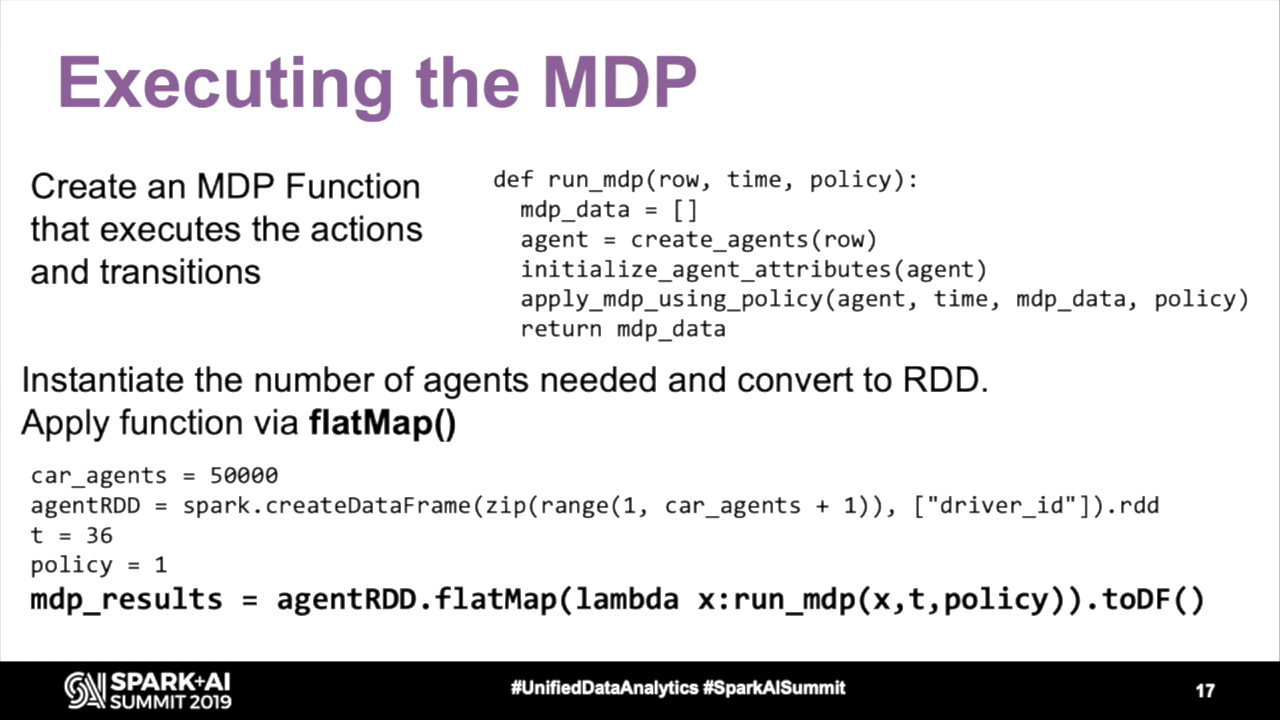 Executing the MDP
Create an MDP Function
that executes the actions
and transitions
def run_mdp(row, time, policy):
  mdp_data = []
  agent = create_agents(row)
  initialize_agent_attributes(agent)
  apply_mdp_using_policy(agent, time, mdp_data, policy)
  return mdp_data
Instantiate the number of agents needed and convert to RDD.
Apply function via flatMap()
car_agents = 50000
agentRDD = spark.createDataFrame(zip(range(1, car_agents + 1)), ["driver_id"]).rdd
t = 36
policy = 1
mdp_results = agentRDD.flatMap(lambda x:run_mdp(x,t,policy)).toDF()
SPARK+AI
SUMMIT 2019
#UnifiedDataAnalytics #SparkAISummit
17